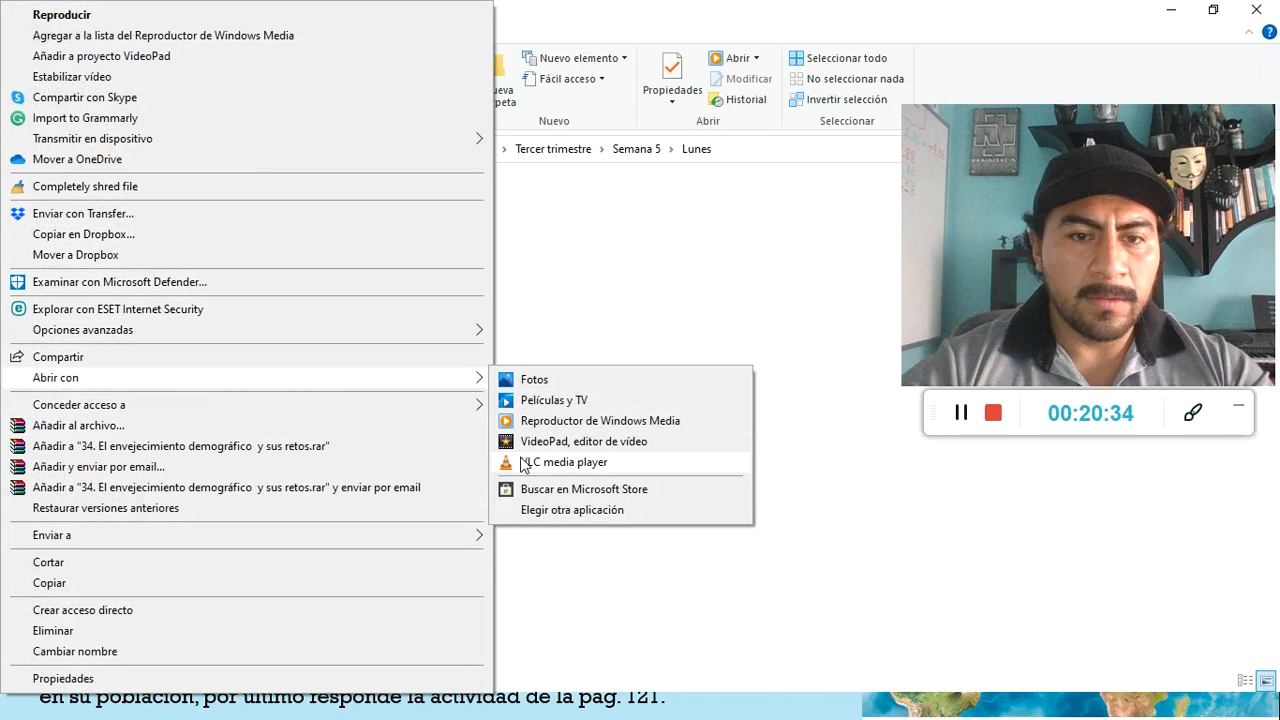 Reproducir
Agregar a la lista del Reproductor de Windows Media
Añadir a proyecto VideoPad
Estabilizar vídeo
Compartir con Skype
Import to Grammarly
Transmitir en dispositivo
Mover a OneDrive
Completely shred file
Enviar con Transfer...
Copiar en Dropbox...
Mover a Dropbox
Examinar con Microsoft Defender...
Explorar con ESET Internet Security
Opciones avanzadas
Compartir
Abrir con
Conceder acceso a
Añadir al archivo...
Añadir a "34. El envejecimiento demográfico y sus retos.rar"
Añadir y enviar por email...
Añadir a "34. El envejecimiento demográfico y sus retos.rar" y enviar por email
Restaurar versiones anteriores
Enviar a
Cortar
Copiar
Crear acceso directo
Eliminar
Cambiar nombre
Propiedades
Fotos
Películas y TV
Reproductor de Windows Media
VideoPad, editor de vídeo
VLC media player
Buscar en Microsoft Store
Elegir otra aplicación
Nuevo elemento
Fácil acceso
Nuevo
Propiedades
Abrir
Modificar
Historial
Abrir
Seleccionar todo
No seleccionar nada
Invertir selección
Seleccionar
Tercer trimestre > Semana 5 > Lunes
RAMMSTEIN
00:20:34
en su población, por último responde la actividad de la pág. 121.